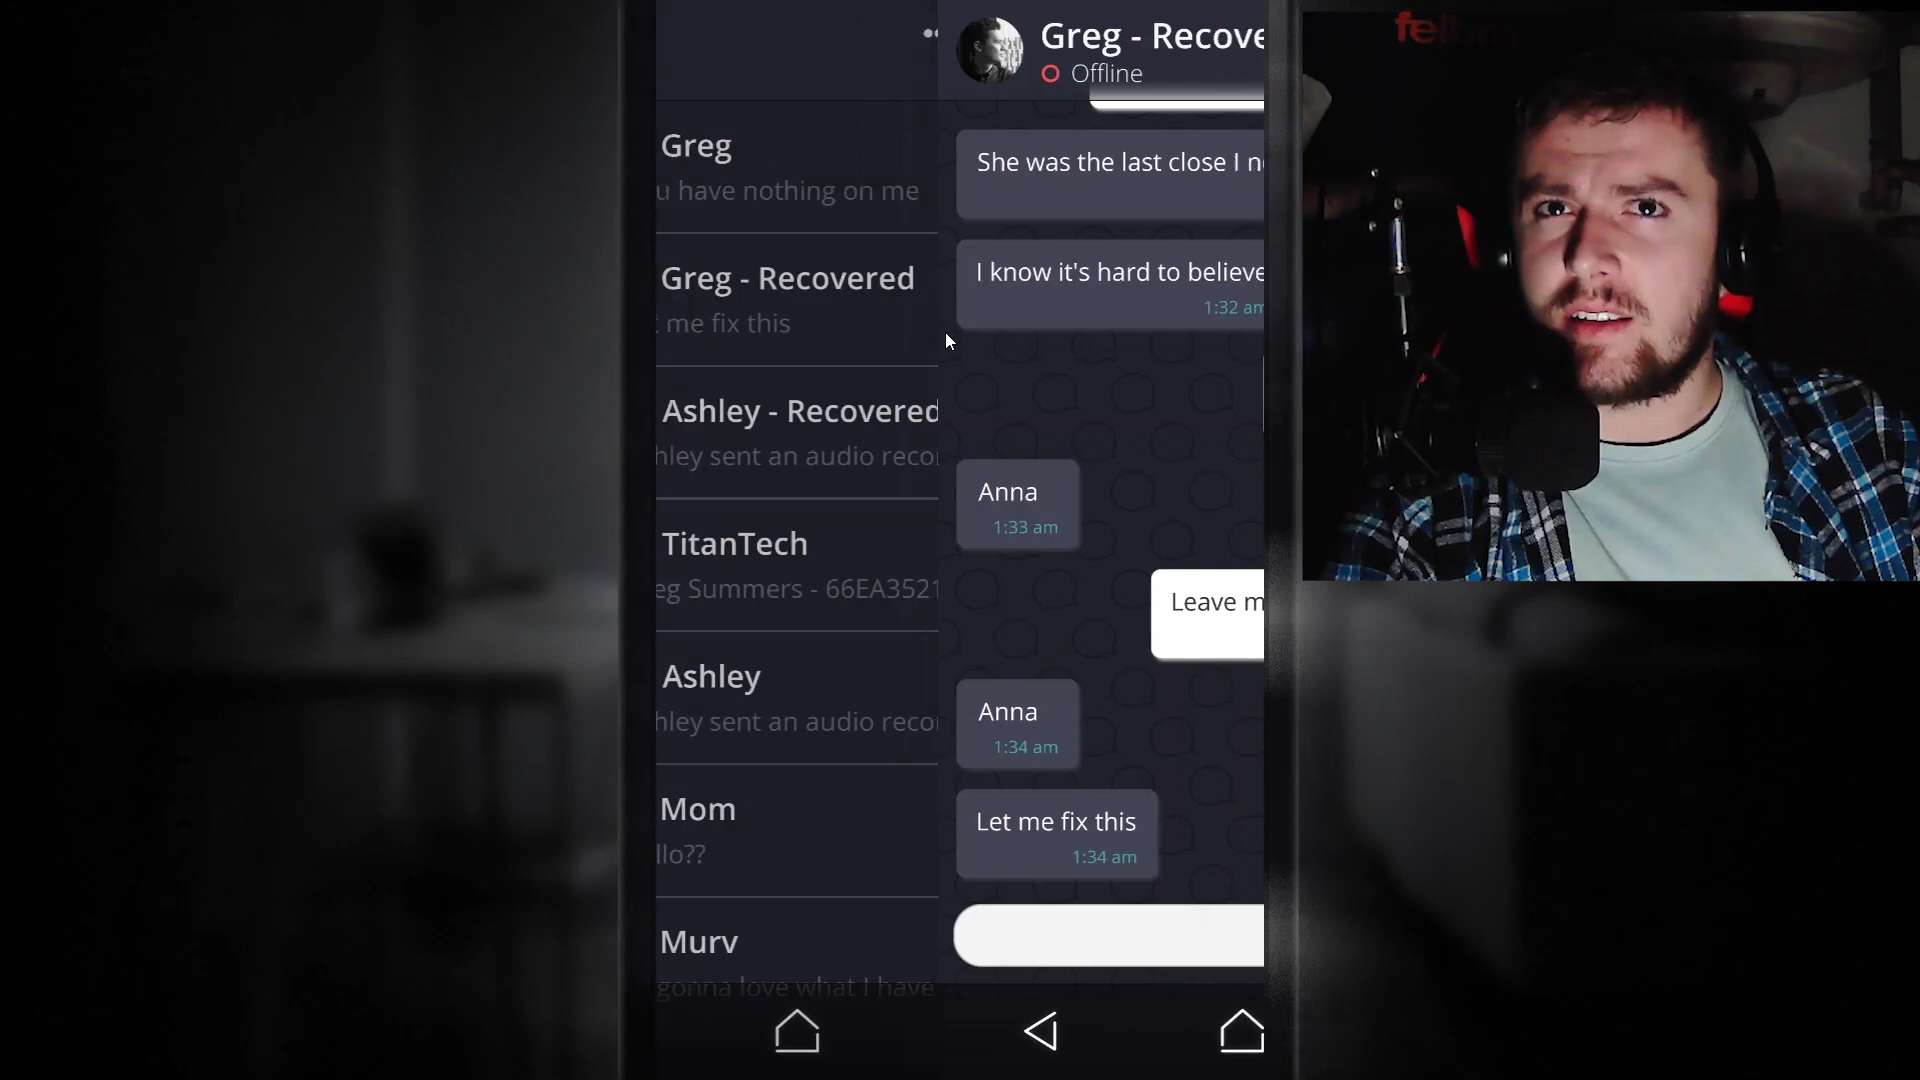 Greg
u have nothing on me
Greg - Recovered
me fix this
Ashley - Recovered
hley sent an audio recor
TitanTech
eg Summers - 66EA3521
Ashley
hley sent an audio recor
Mom
llo??
Murv
gonna love what I have
Greg - Recove
Offline
She was the last close I n
I know it's hard to believe
1:32 am
Anna
1:33 am
Leave m
Anna
1:34 am
Let me fix this
1:34 am